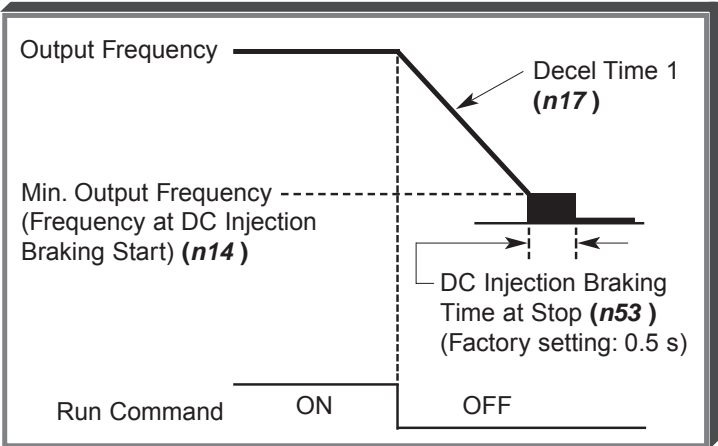 Output Frequency
Decel Time 1
(n17 )
Min. Output Frequency
(Frequency at DC Injection
Braking Start) (n14 )
DC Injection Braking
Time at Stop (n53 )
(Factory setting: 0.5 s)
Run Command
ON
OFF